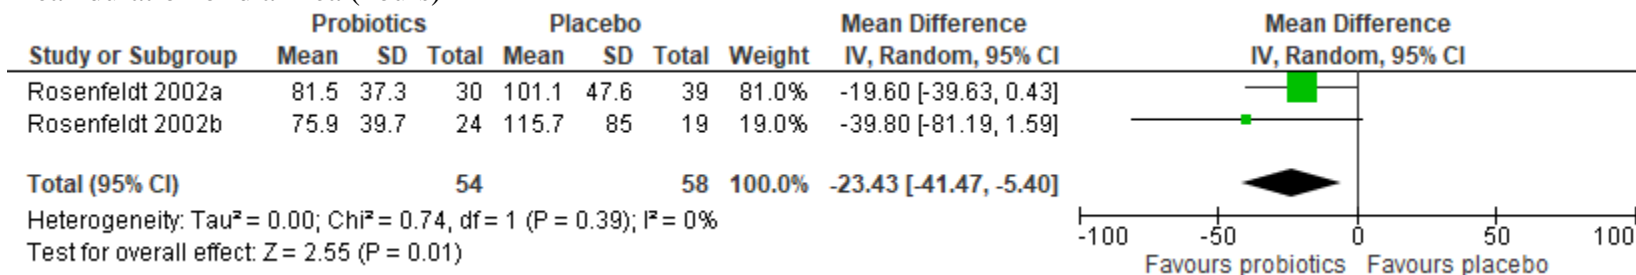 Probiotics Placebo Mean Difference Mean Difference
Study or Subgroup Mean SD Total Mean SD Total Weight IV, Random, 95% CI IV, Random, 95% CI
Rosenfeldt 2002a 81.5 37.3 30 101.1 47.6 39 81.0% -19.60 [-39.63, 0.43]
Rosenfeldt 2002b 75.9 39.7 24 115.7 85 19 19.0% -39.80 [-81.19, 1.59]
Total (95% CI) 54 58 100.0% -23.43 [-41.47, -5.40]
Heterogeneity: Tau² = 0.00; Chi² = 0.74, df = 1 (P = 0.39); I² = 0%
Test for overall effect: Z = 2.55 (P = 0.01)
-100 -50 0 50 100
Favours probiotics Favours placebo